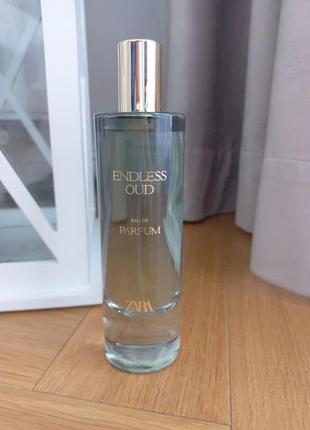 ENDLESS
OUD
EAU DE
PARFUM
ZARA